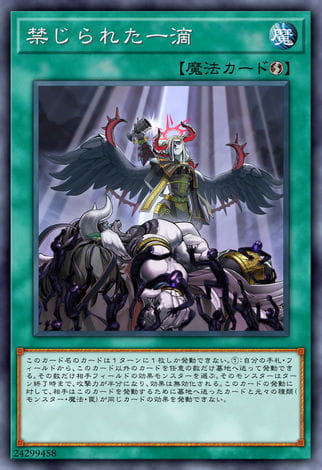 禁じられた一滴
魔
【魔法カード】
このカード名のカードは1ターンに1枚しか発動できない。①:自分の手札・フ
ィールドから、このカード以外のカードを任意の数だけ墓地へ送って発動でき
る。その数だけ相手フィールドの効果モンスターを選ぶ。そのモンスターはター
ン終了時まで、攻撃力が半分になり、効果は無効化される。このカードの発動に
対して、相手はこのカードを発動するために墓地へ送ったカードと元々の種類(
モンスター・魔法・罠)が同じカードの効果を発動できない。
24299458